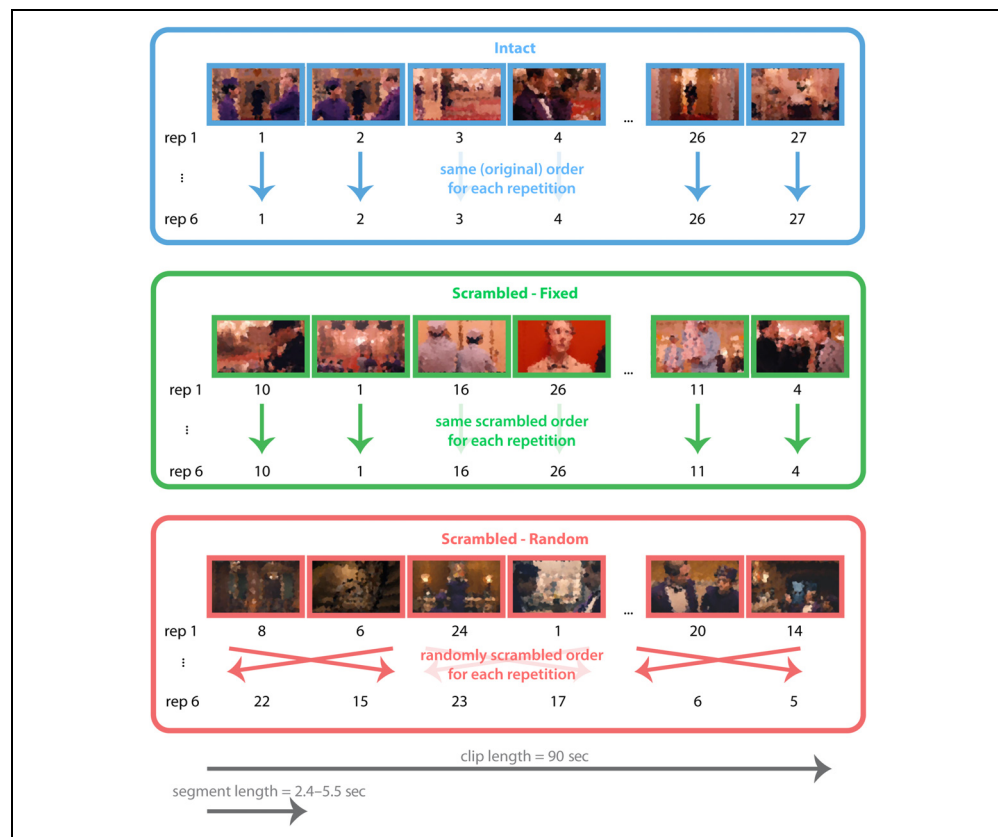 Intact
...
rep 1 1 2 3 4 26 27
same (original) order
for each repetition
...
rep 6 1 2 3 4 26 27
Scrambled - Fixed
...
rep 1 10 1 16 26 11 4
same scrambled order
for each repetition
...
rep 6 10 1 16 26 11 4
Scrambled - Random
...
rep 1 8 6 24 1 20 14
randomly scrambled order
for each repetition
...
rep 6 22 15 23 17 6 5
clip length = 90 sec
segment length = 2.4–5.5 sec